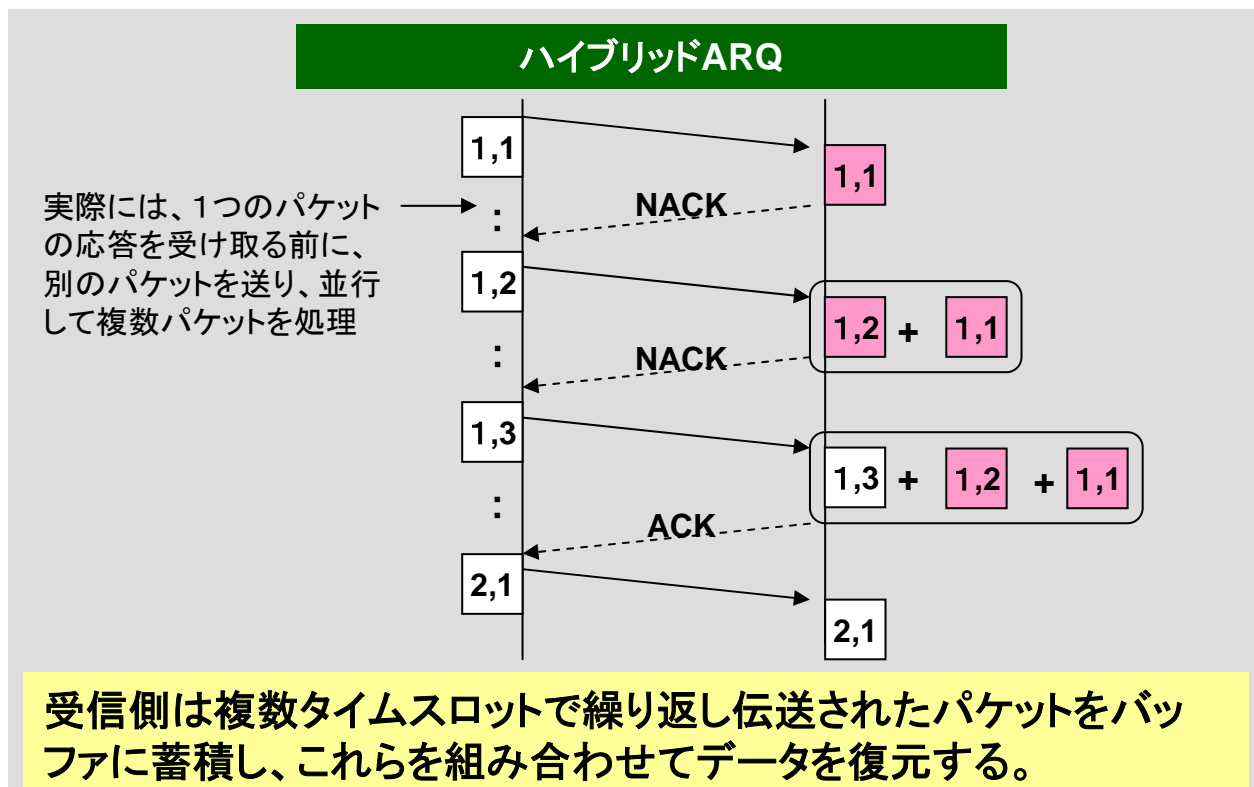 ハイブリッドARQ
1,1
1,1
実際には、1つのパケット
の応答を受け取る前に、
別のパケットを送り、並行
して複数パケットを処理
:
NACK
1,2
1,2 + 1,1
:
NACK
1,3
1,3 + 1,2 + 1,1
:
ACK
2,1
2,1
受信側は複数タイムスロットで繰り返し伝送されたパケットをバッ
ファに蓄積し、これらを組み合わせてデータを復元する。